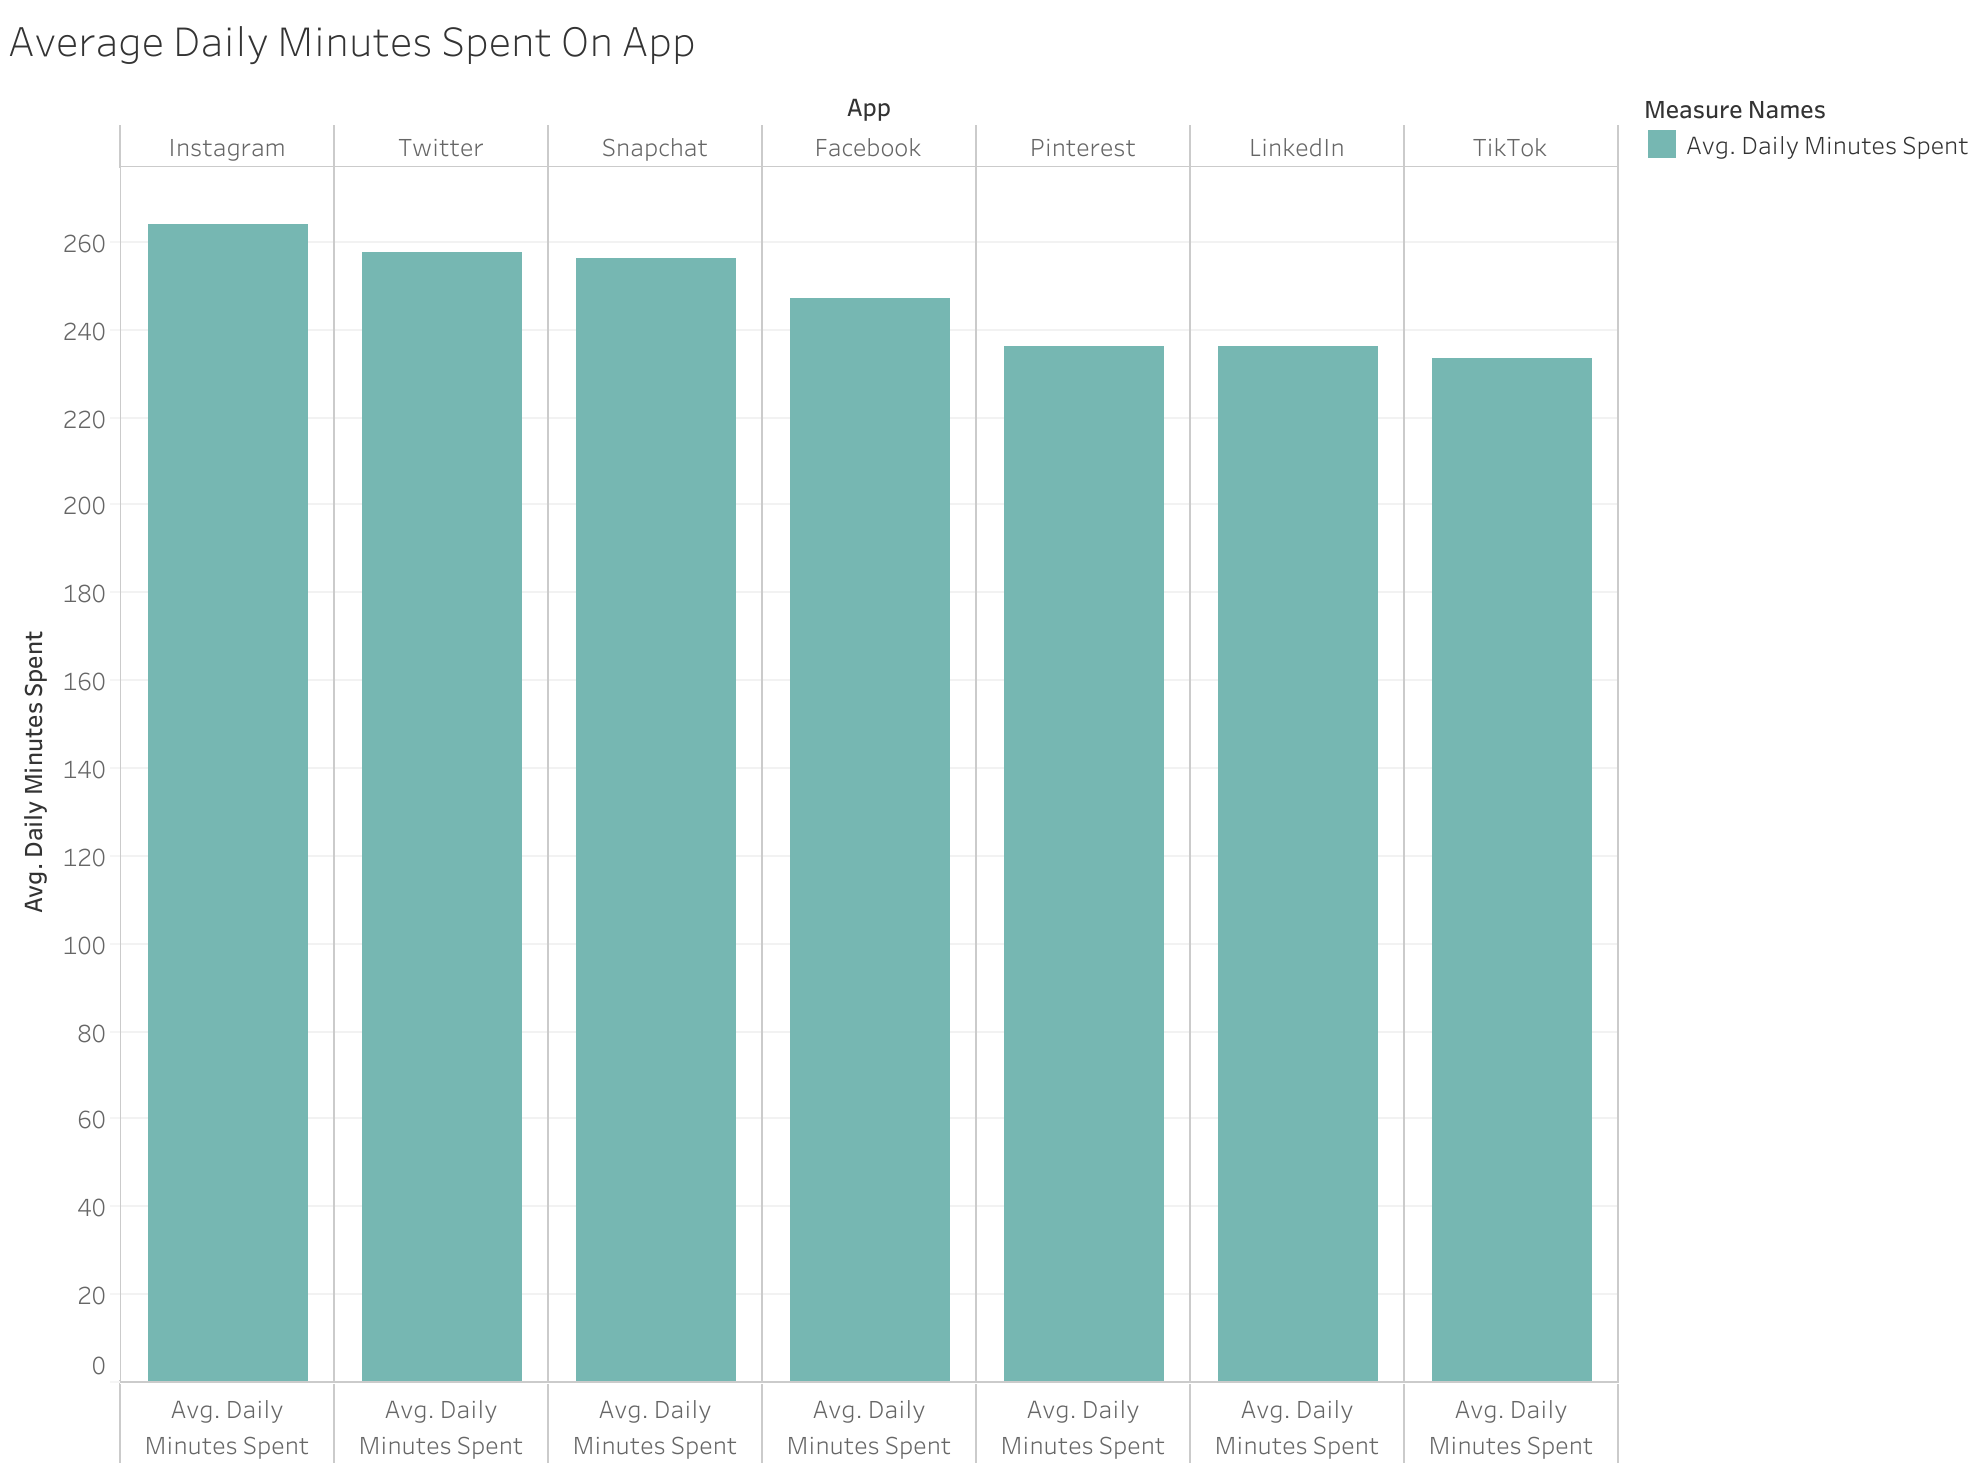 Average Daily Minutes Spent On App
App
Measure Names
Instagram Twitter Snapchat Facebook Pinterest LinkedIn TikTok
Avg. Daily Minutes Spent
260
240
220
200
180
160
140
120
100
80
60
40
20
0
Avg. Daily Minutes Spent
Avg. Daily Avg. Daily Avg. Daily Avg. Daily Avg. Daily Avg. Daily Avg. Daily
Minutes Spent Minutes Spent Minutes Spent Minutes Spent Minutes Spent Minutes Spent Minutes Spent